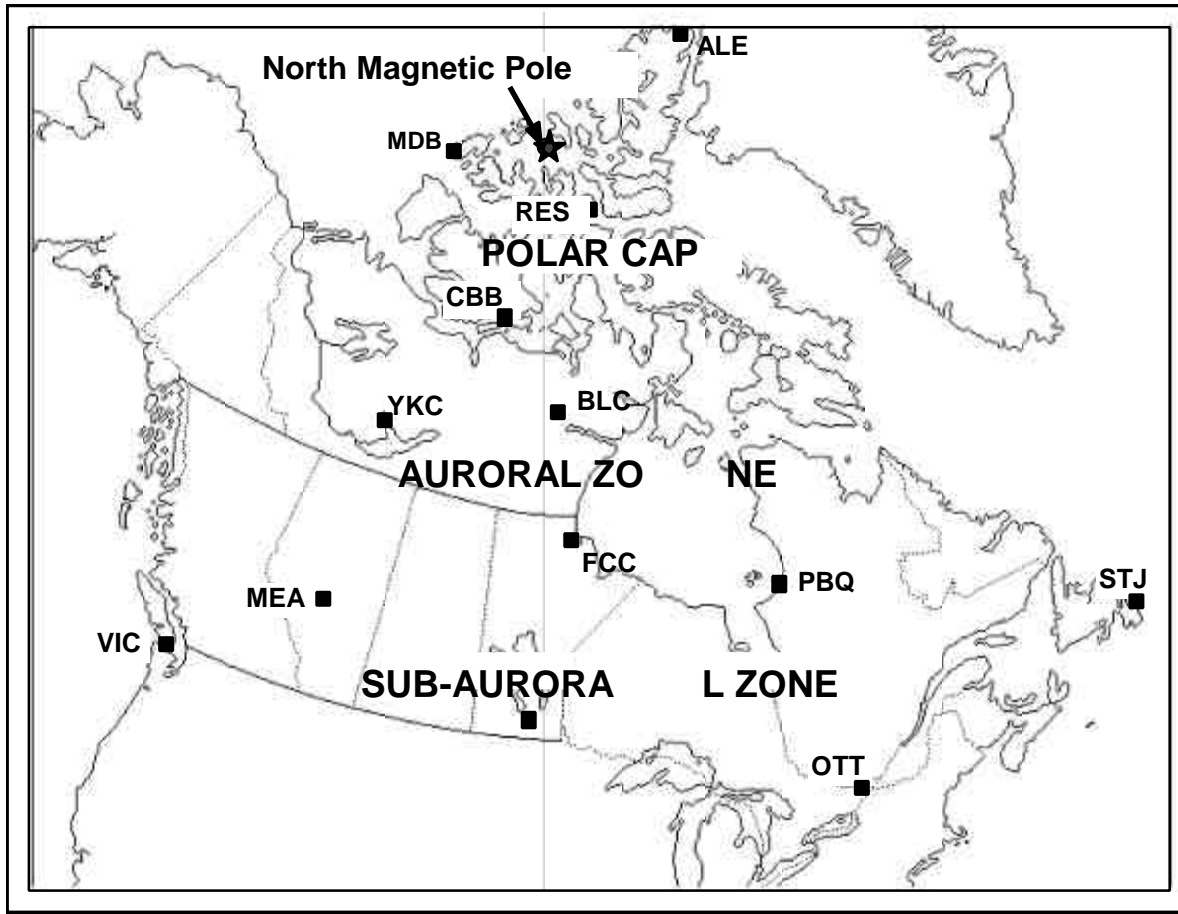 ALE
North Magnetic Pole
MDB
RES
POLAR CAP
CBB
YKC
BLC
AURORAL ZO NE
FCC
MEA
PBQ
STJ
VIC
SUB-AURORA L ZONE
OTT